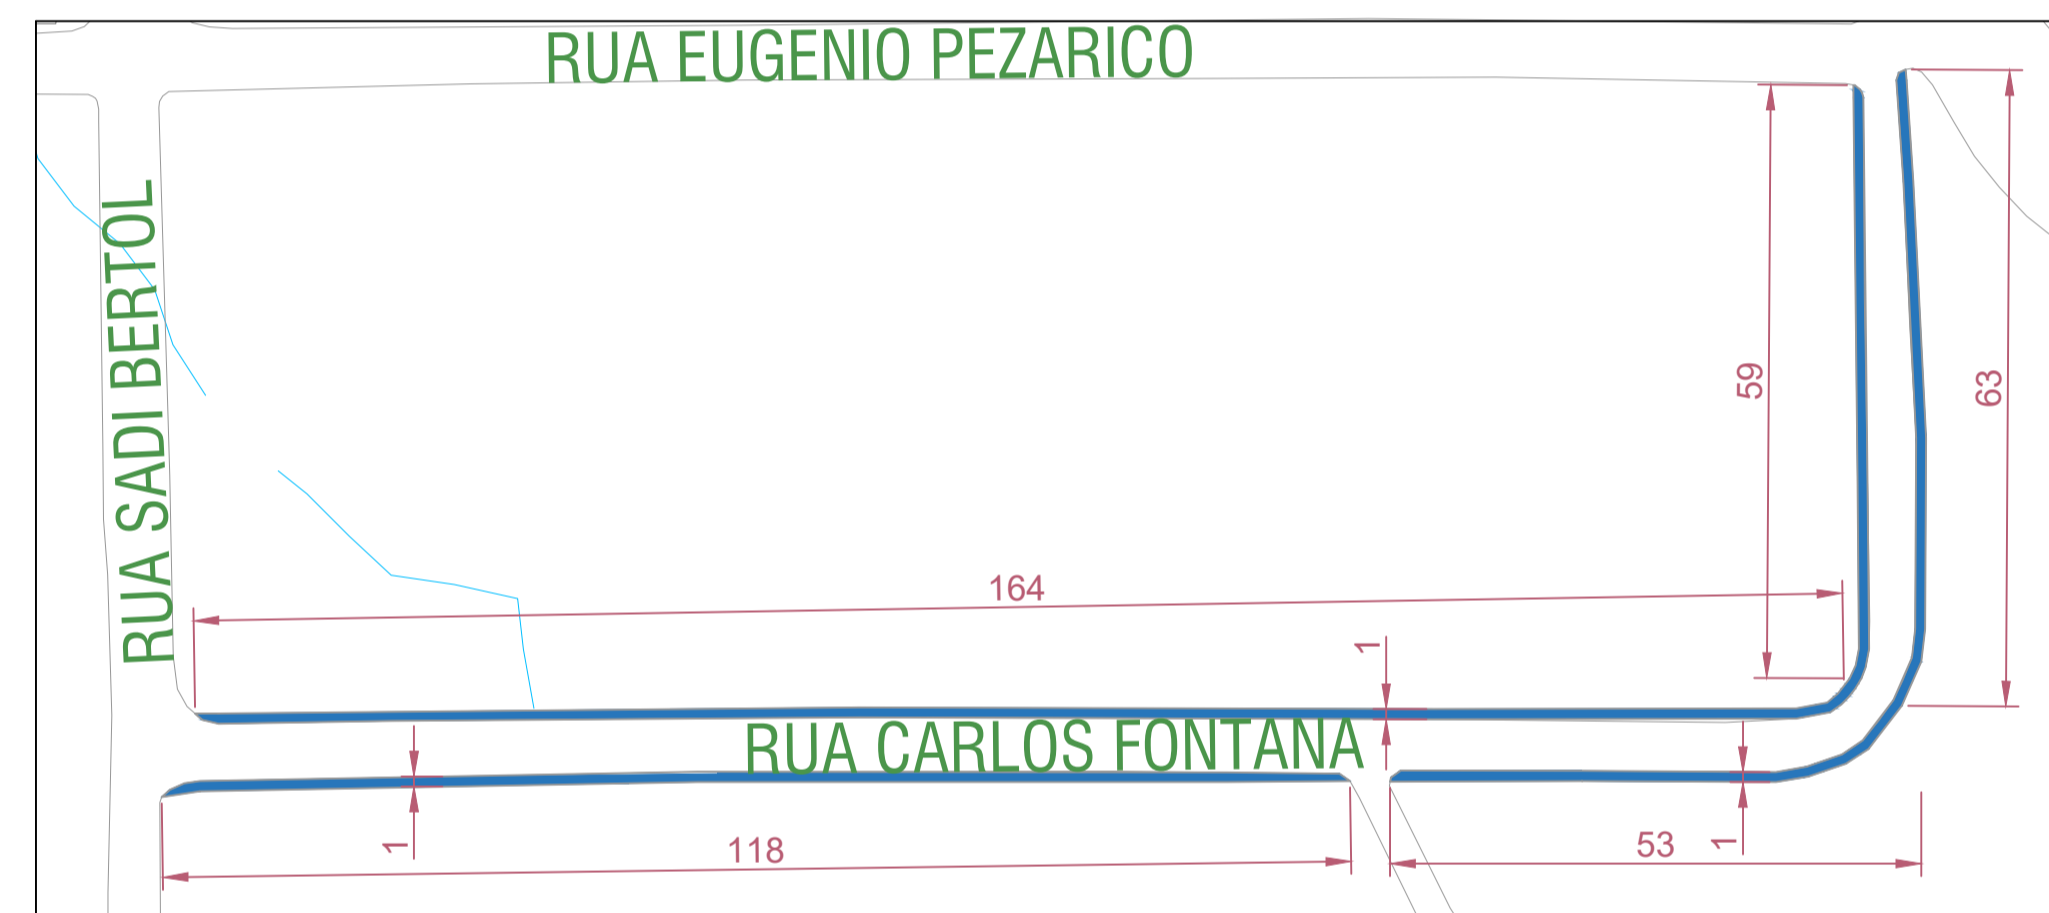 RUA EUGENIO PEZARICO
RUA SADI BERTOL
59
63
164
1
RUA CARLOS FONTANA
1
118
53
1